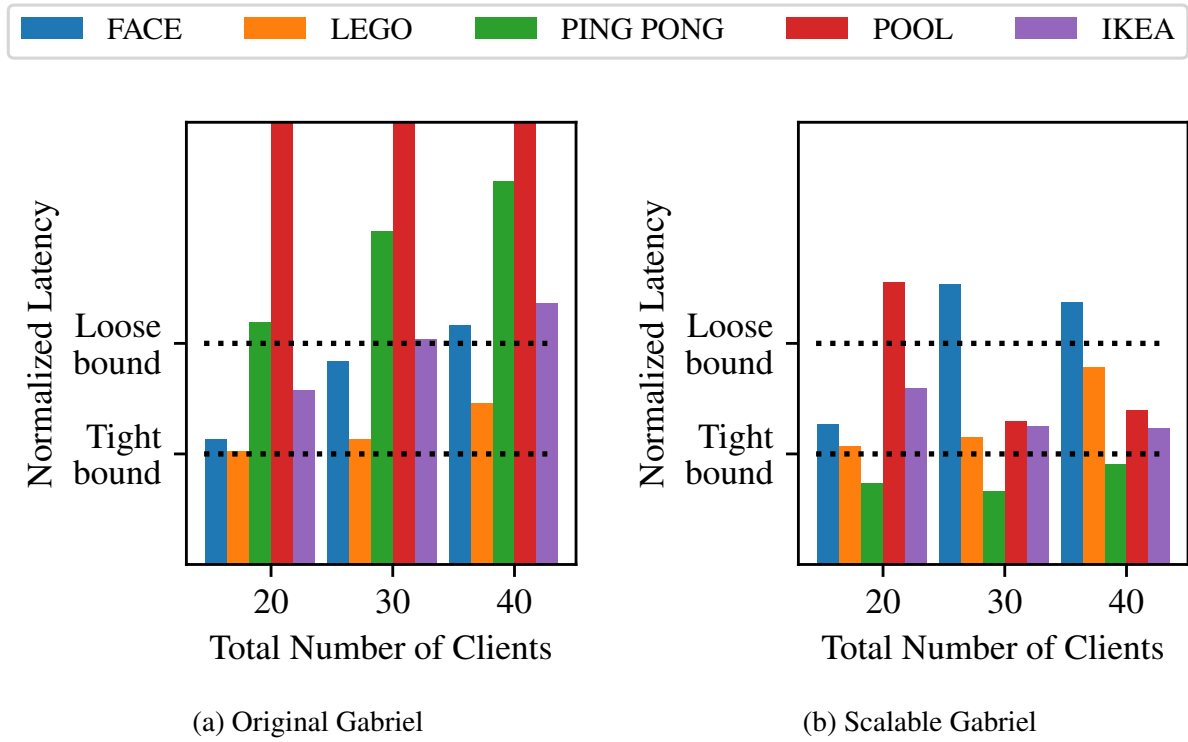 FACE LEGO PING PONG POOL IKEA
Normalized Latency
Loose
bound
Tight
bound
20 30 40
Total Number of Clients
(a) Original Gabriel
Normalized Latency
Loose
bound
Tight
bound
20 30 40
Total Number of Clients
(b) Scalable Gabriel